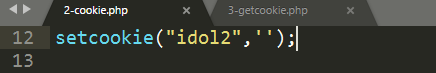 2-cookie.php 3-getcookie.php
12 setcookie("idol2",'');
13